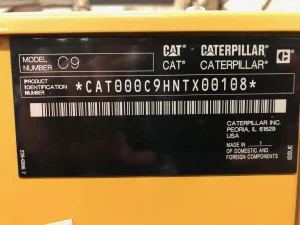 MODEL NUMBER C9
CAT CATERPILLAR
CAT® CATERPILLAR®
PRODUCT IDENTIFICATION NUMBER
*CAT000C9HNTX00108*
CATERPILLAR INC.
PEORIA, IL 61629
USA
MADE IN
OF DOMESTIC AND
FOREIGN COMPONENTS
ISSUE